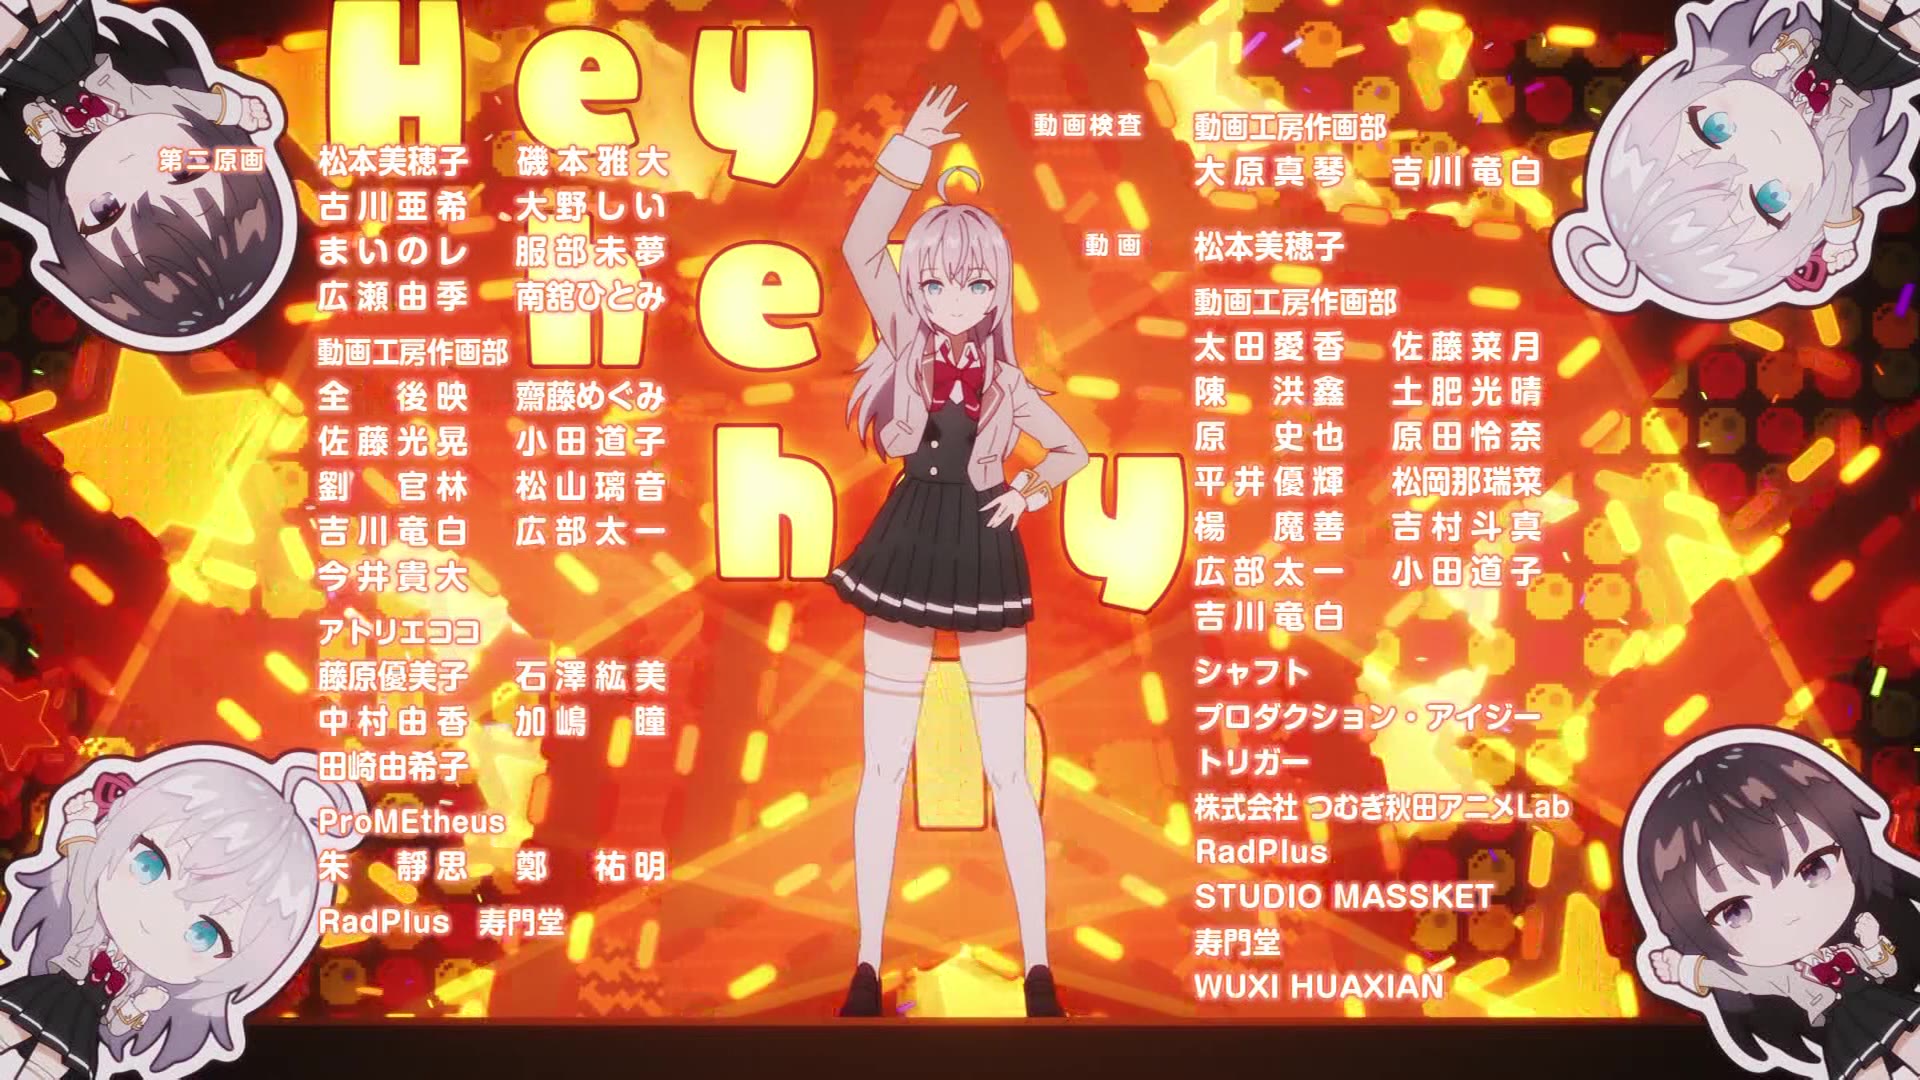 Hey
hey
hey
第二原画
松本美穂子 磯本雅大
古川亜希 大野しい
まいのレ 服部未夢
広瀬由季 南舘ひとみ
動画工房作画部
全 後映 齋藤めぐみ
佐藤光晃 小田道子
劉 官林 松山璃音
吉川竜白 広部太一
今井貴大
アトリエココ
藤原優美子 石澤紘美
中村由香 加嶋 瞳
田崎由希子
ProMEtheus
朱 靜思 鄭 祐明
RadPlus 寿門堂
動画検査
動画工房作画部
大原真琴 吉川竜白
動画
松本美穂子
動画工房作画部
太田愛香 佐藤菜月
陳 洪鑫 土肥光晴
原 史也 原田怜奈
平井優輝 松岡那瑞菜
楊 魔善 吉村斗真
広部太一 小田道子
吉川竜白
シャフト
プロダクション・アイジー
トリガー
株式会社 つむぎ秋田アニメLab
RadPlus
STUDIO MASSKET
寿門堂
WUXI HUAXIAN